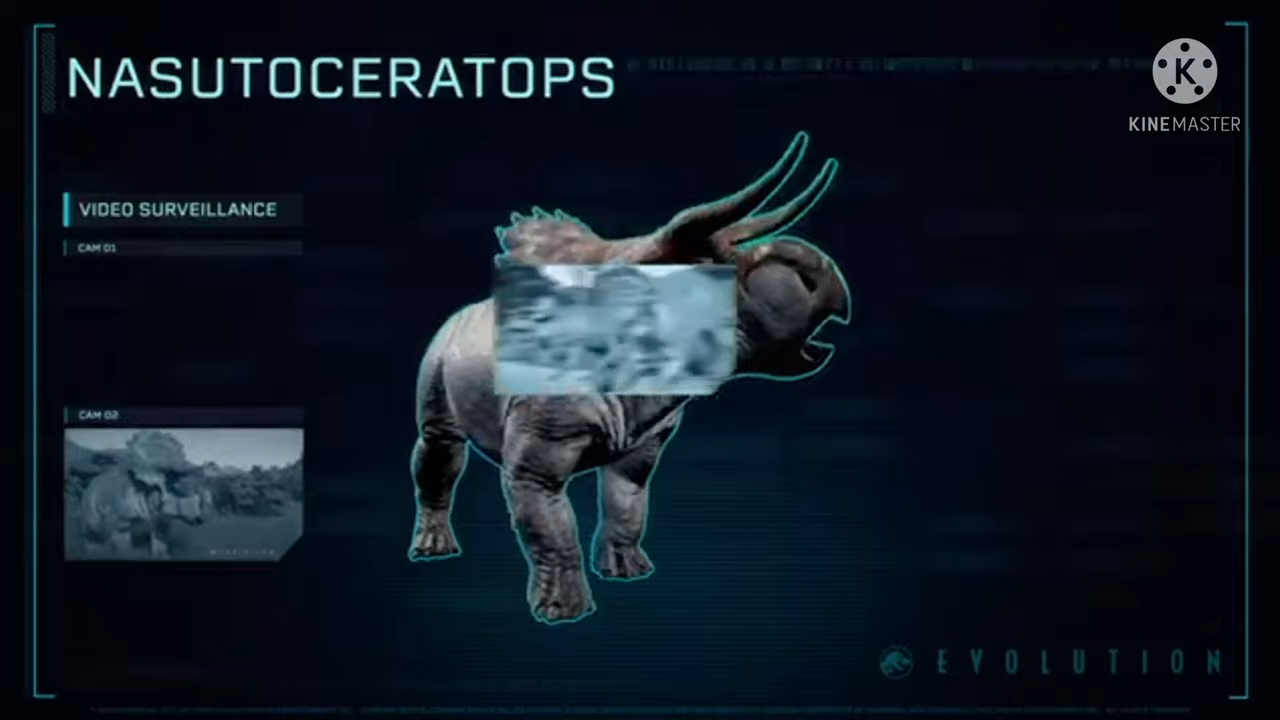 NASUTOCERATOPS
K
KINEMASTER
VIDEO SURVEILLANCE
CAM 01
CAM 02
EVOLUTION